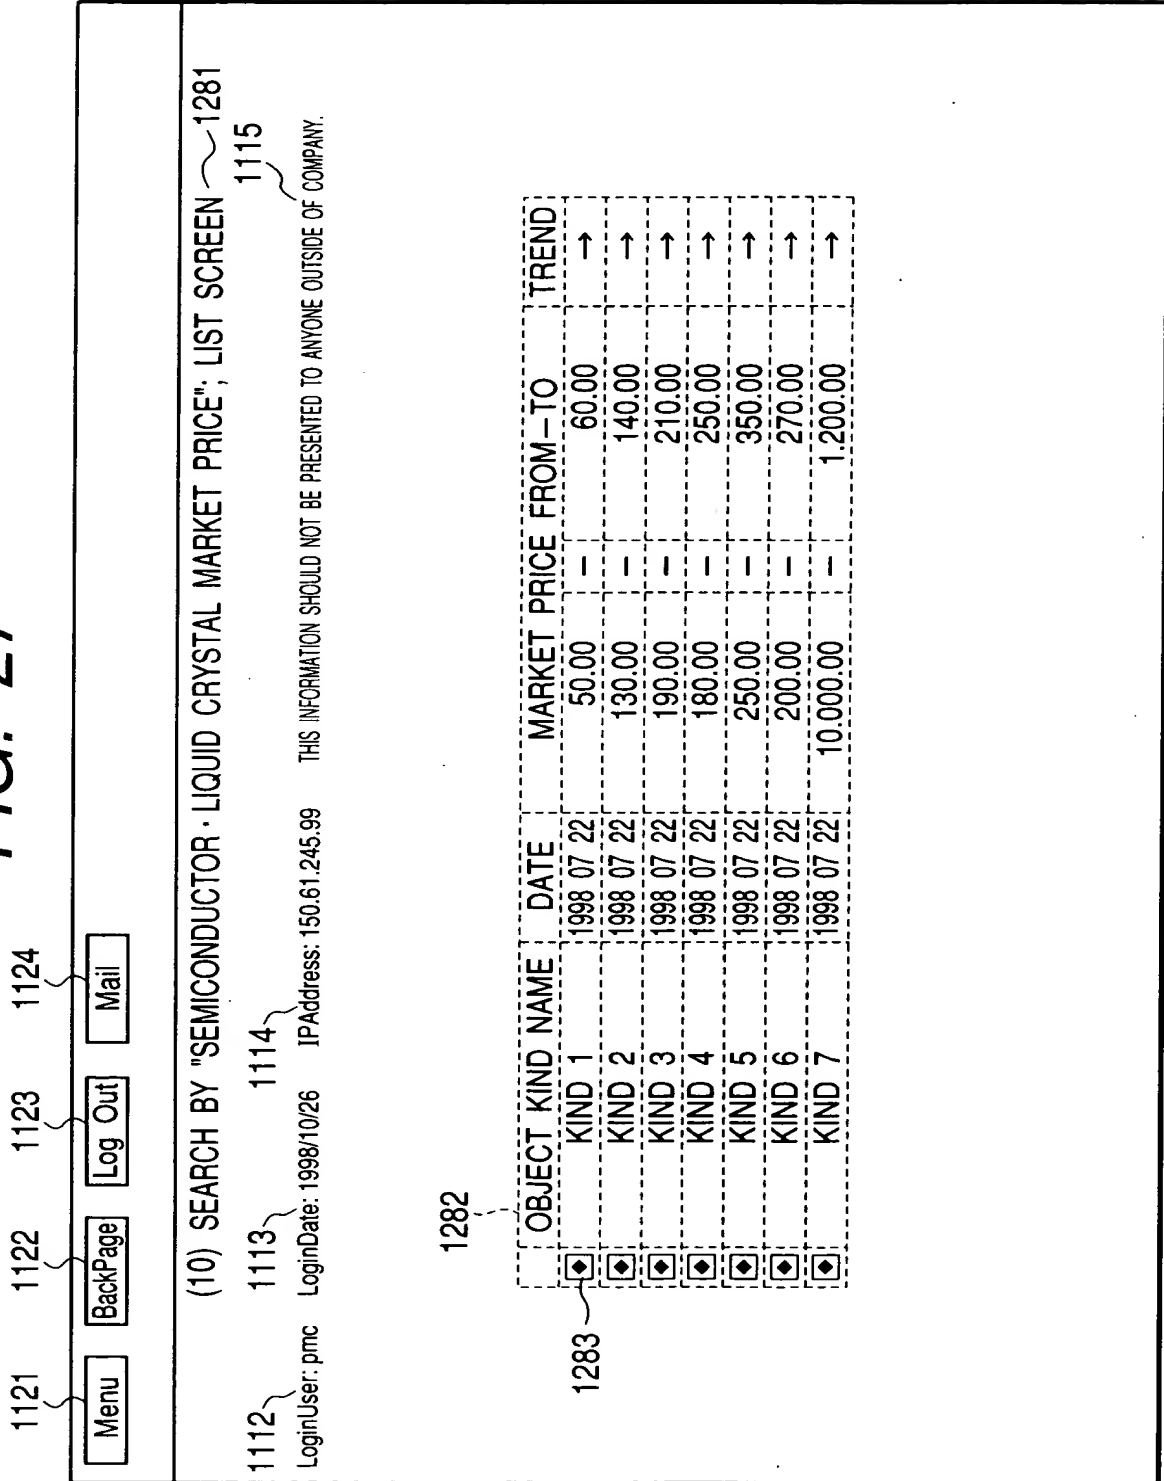 FIG. 27
1121 1122 1123 1124
Menu BackPage Log Out Mail
(10) SEARCH BY "SEMICONDUCTOR · LIQUID CRYSTAL MARKET PRICE"; LIST SCREEN 1281
1112 1113 1114 1115
LoginUser: pmc LoginDate: 1998/10/26 IPAddress: 150.61.245.99 THIS INFORMATION SHOULD NOT BE PRESENTED TO ANYONE OUTSIDE OF COMPANY.
1282
OBJECT KIND NAME DATE MARKET PRICE FROM–TO TREND
KIND 1 1998 07 22 50.00 – 60.00 →
KIND 2 1998 07 22 130.00 – 140.00 →
KIND 3 1998 07 22 190.00 – 210.00 →
KIND 4 1998 07 22 180.00 – 250.00 →
KIND 5 1998 07 22 250.00 – 350.00 →
KIND 6 1998 07 22 200.00 – 270.00 →
KIND 7 1998 07 22 10.000.00 – 1.200.00 →
1283